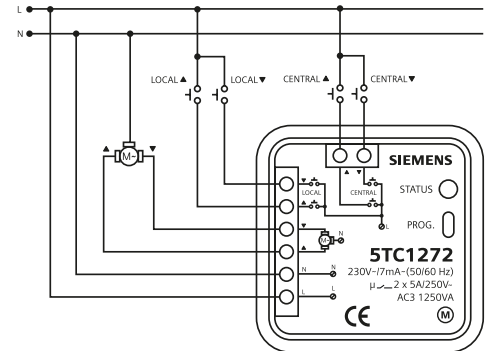 L
N
LOCAL ▲ LOCAL ▼
CENTRAL ▲ CENTRAL ▼
▲ M~ ▼
SIEMENS
▲ ▼
▼ LOCAL CENTRAL
▲
STATUS
L
PROG.
▼ M~ N
▲
5TC1272
N N
230V~/7mA~(50/60 Hz)
L L
μ 2 x 5A/250V~
AC3 1250VA
CE M